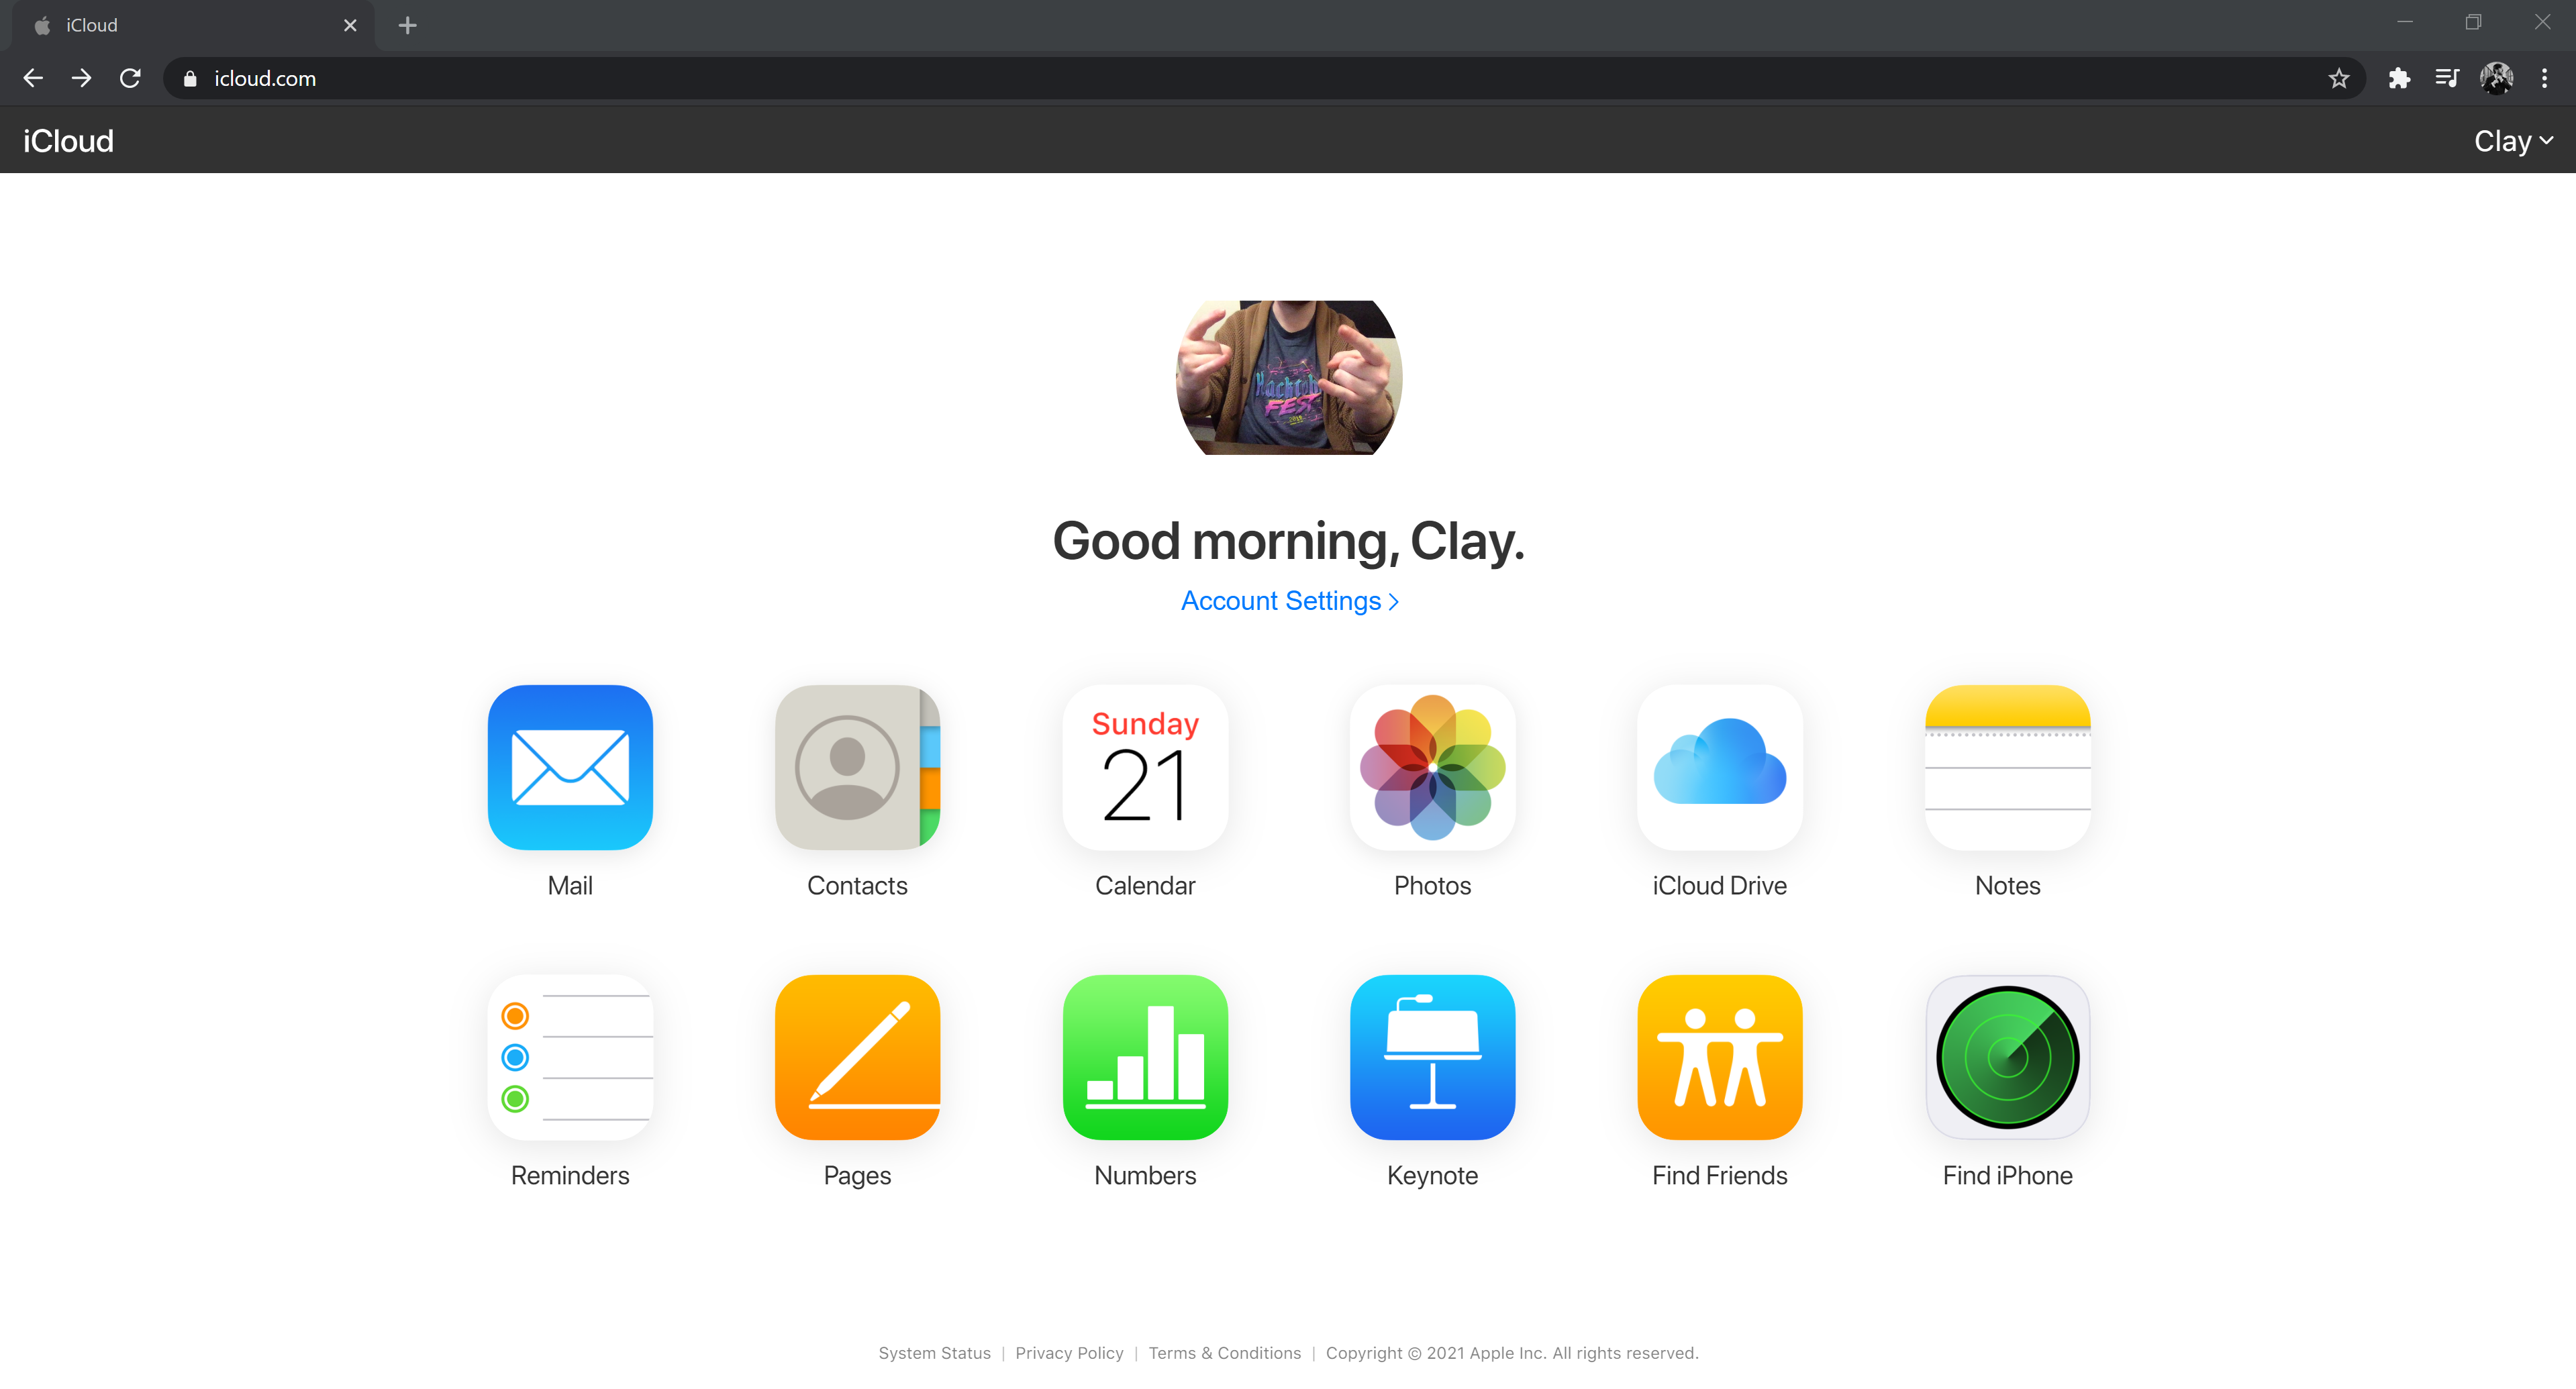 iCloud
icloud.com
iCloud
Clay
FEST
Good morning, Clay.
Account Settings
Sunday
21
Mail
Contacts
Calendar
Photos
iCloud Drive
Notes
Reminders
Pages
Numbers
Keynote
Find Friends
Find iPhone
System Status | Privacy Policy | Terms & Conditions | Copyright © 2021 Apple Inc. All rights reserved.